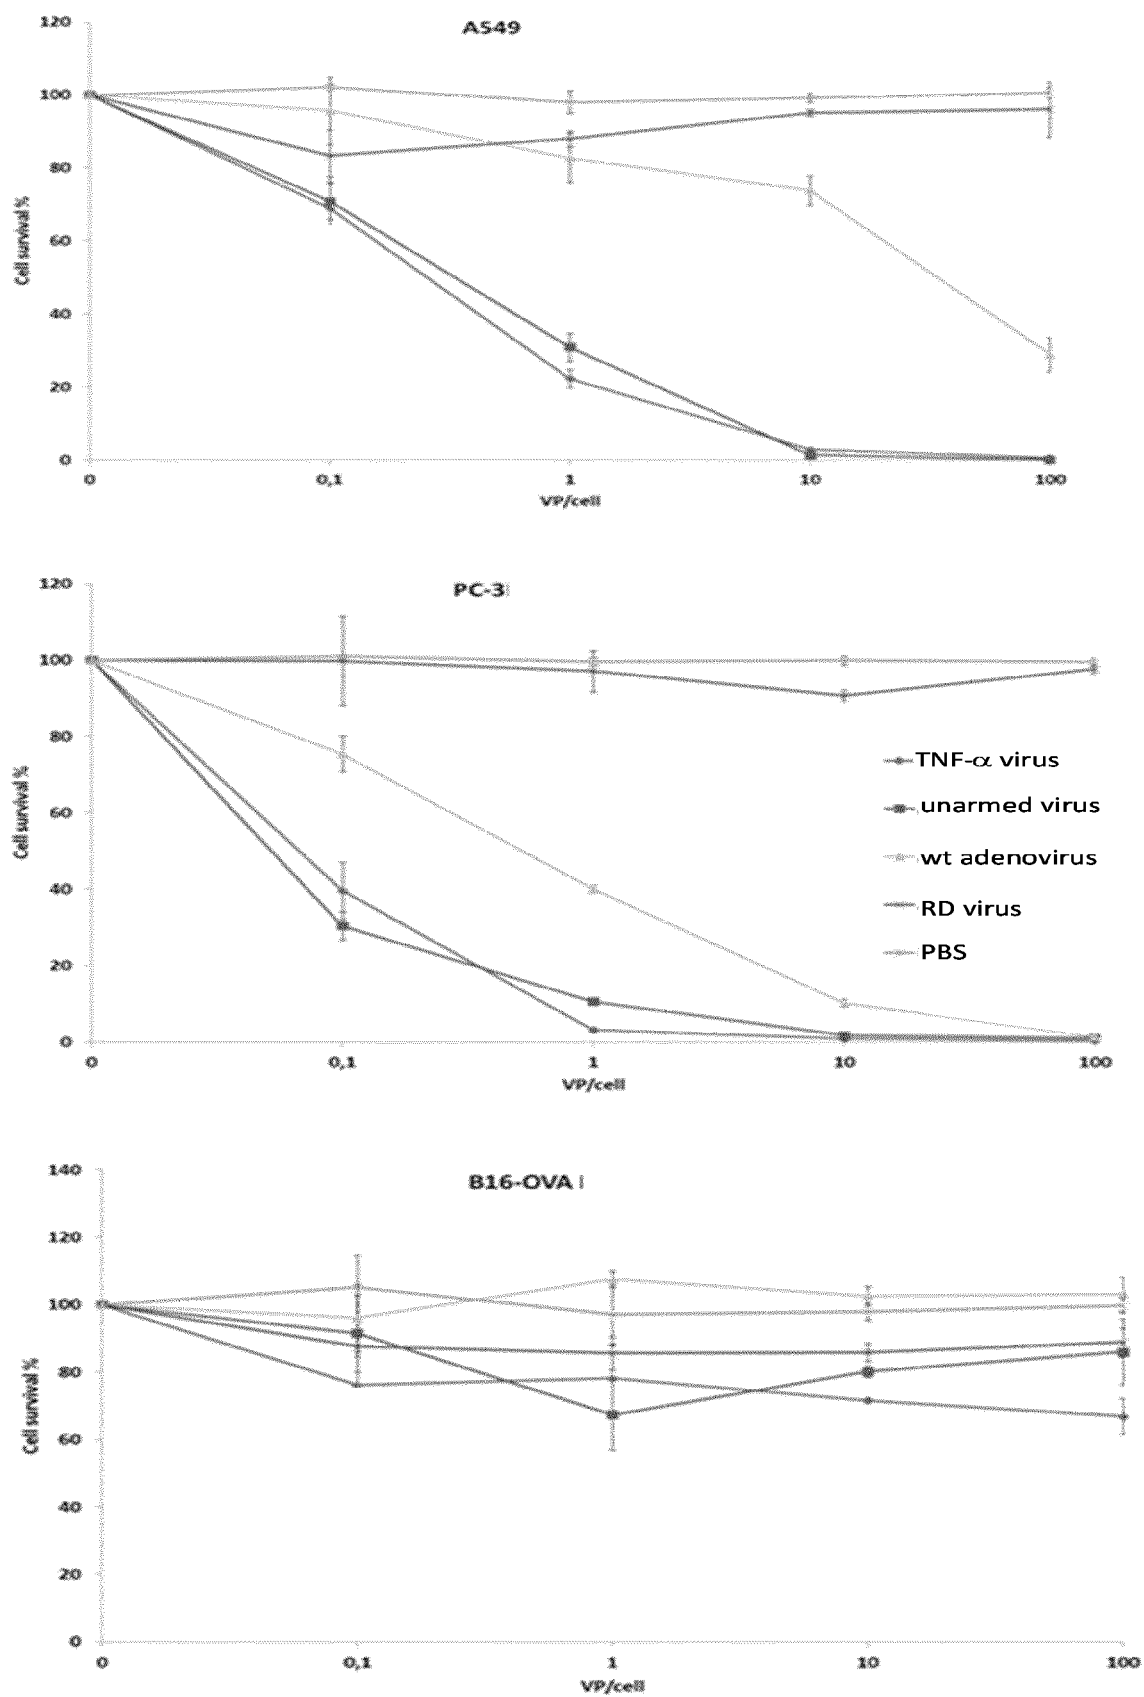 A549
120
100
80
60
40
20
0
Cell survival %
0 0,1 1 10 100
VP/cell
PC-3
120
100
80
60
40
20
0
Cell survival %
0 0,1 1 10 100
VP/cell
TNF-α virus
unarmed virus
wt adenovirus
RD virus
PBS
B16-OVA
140
120
100
80
60
40
20
0
Cell survival %
0 0,1 1 10 100
VP/cell